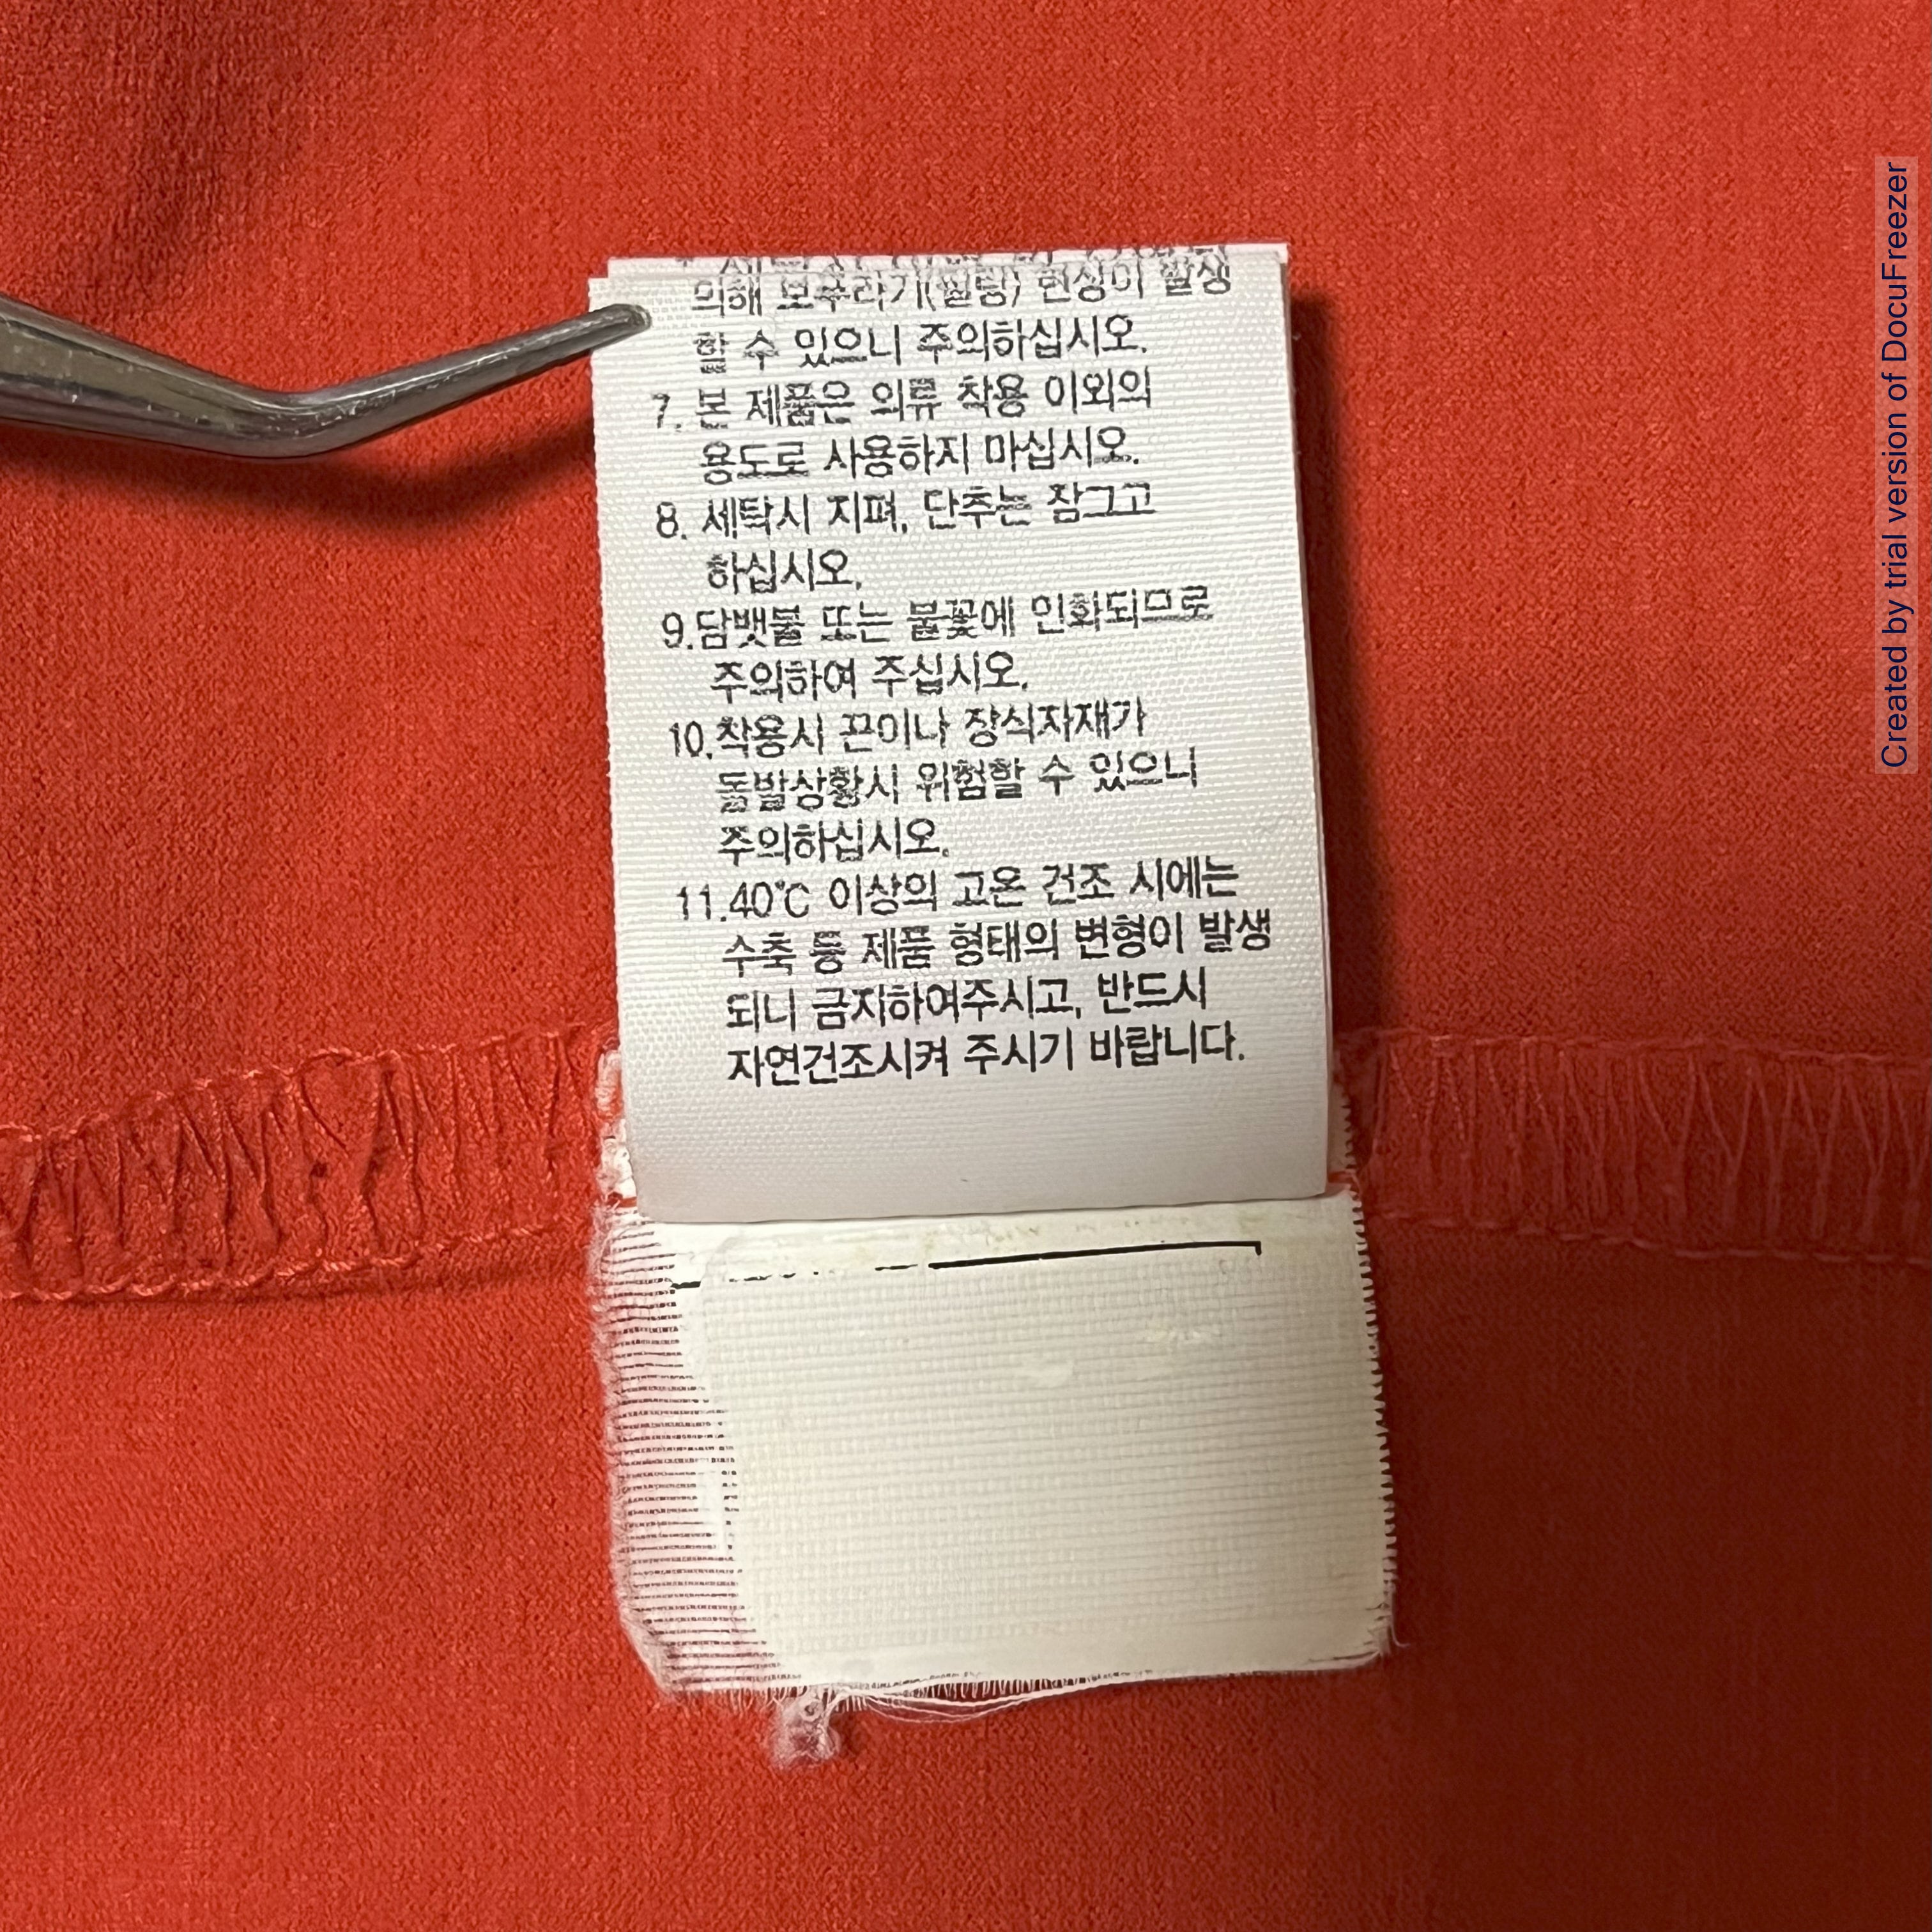 의해 보푸라기(필링) 현상이 발생
할 수 있으니 주의하십시오.
7. 본 제품은 의류 착용 이외의
용도로 사용하지 마십시오.
8. 세탁시 지퍼, 단추는 잠그고
하십시오.
9.담뱃불 또는 불꽃에 인화되므로
주의하여 주십시오.
10.착용시 끈이나 장식자재가
돌발상황시 위험할 수 있으니
주의하십시오.
11.40℃ 이상의 고온 건조 시에는
수축 등 제품 형태의 변형이 발생
되니 금지하여주시고, 반드시
자연건조시켜 주시기 바랍니다.
Created by trial version of DocuFreezer